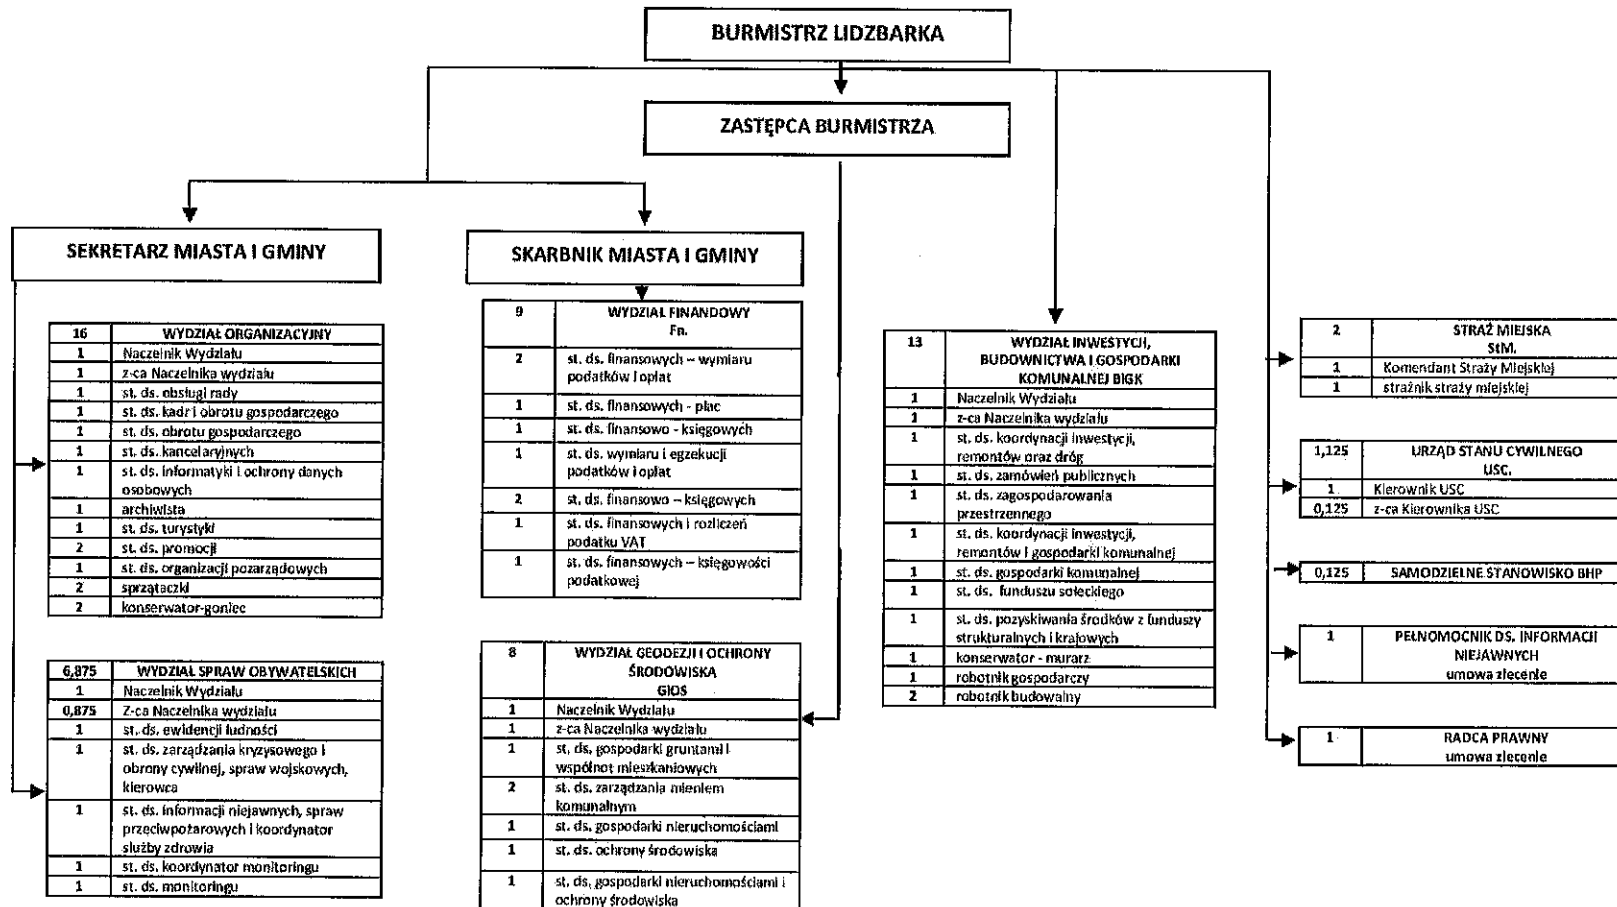 BURMISTRZ LIDZBARKA
ZASTĘPCA BURMISTRZA
SEKRETARZ MIASTA I GMINY
SKARBNIK MIASTA I GMINY
16 WYDZIAŁ ORGANIZACYJNY
1 Naczelnik Wydziału
1 z-ca Naczelnika wydziału
1 st. ds. obsługi rady
1 st. ds. kadr i obrotu gospodarczego
1 st. ds. obrotu gospodarczego
1 st. ds. kancelaryjnych
1 st. ds. informatyki i ochrony danych
osobowych
1 archiwista
1 st. ds. turystyki
2 st. ds. promocji
1 st. ds. organizacji pozarządowych
2 sprzątaczki
2 konserwator-goniec
6,875 WYDZIAŁ SPRAW OBYWATELSKICH
1 Naczelnik Wydziału
0,875 Z-ca Naczelnika wydziału
1 st. ds. ewidencji ludności
1 st. ds. zarządzania kryzysowego i
obrony cywilnej, spraw wojskowych,
kierowca
1 st. ds. informacji niejawnych, spraw
przeciwpożarowych i koordynator
służby zdrowia
1 st. ds. koordynator monitoringu
1 st. ds. monitoringu
9 WYDZIAŁ FINANDOWY
Fn.
2 st. ds. finansowych – wymiaru
podatków i opłat
1 st. ds. finansowych - płac
1 st. ds. finansowo - księgowych
1 st. ds. wymiaru i egzekucji
podatków i opłat
2 st. ds. finansowo – księgowych
1 st. ds. finansowych i rozliczeń
podatku VAT
1 st. ds. finansowych – księgowości
podatkowej
8 WYDZIAŁ GEODEZJI I OCHRONY
ŚRODOWISKA
GIOS
1 Naczelnik Wydziału
1 z-ca Naczelnika wydziału
1 st. ds. gospodarki gruntami i
wspólnot mieszkaniowych
2 st. ds. zarządzania mieniem
komunalnym
1 st. ds. gospodarki nieruchomościami
1 st. ds. ochrony środowiska
1 st. ds. gospodarki nieruchomościami i
ochrony środowiska
13 WYDZIAŁ INWESTYCJI,
BUDOWNICTWA I GOSPODARKI
KOMUNALNEJ BIGK
1 Naczelnik Wydziału
1 z-ca Naczelnika wydziału
1 st. ds. koordynacji inwestycji,
remontów oraz dróg
1 st. ds. zamówień publicznych
1 st. ds. zagospodarowania
przestrzennego
1 st. ds. koordynacji inwestycji,
remontów i gospodarki komunalnej
1 st. ds. gospodarki komunalnej
1 st. ds. funduszu sołeckiego
1 st. ds. pozyskiwania środków z funduszy
strukturalnych i krajowych
1 konserwator - murarz
1 robotnik gospodarczy
2 robotnik budowalny
2 STRAŻ MIEJSKA
StM.
1 Komendant Straży Miejskiej
1 strażnik straży miejskiej
1,125 URZĄD STANU CYWILNEGO
USC.
1 Kierownik USC
0,125 z-ca Kierownika USC
0,125 SAMODZIELNE STANOWISKO BHP
1 PEŁNOMOCNIK DS. INFORMACJI
NIEJAWNYCH
umowa zlecenie
1 RADCA PRAWNY
umowa zlecenie